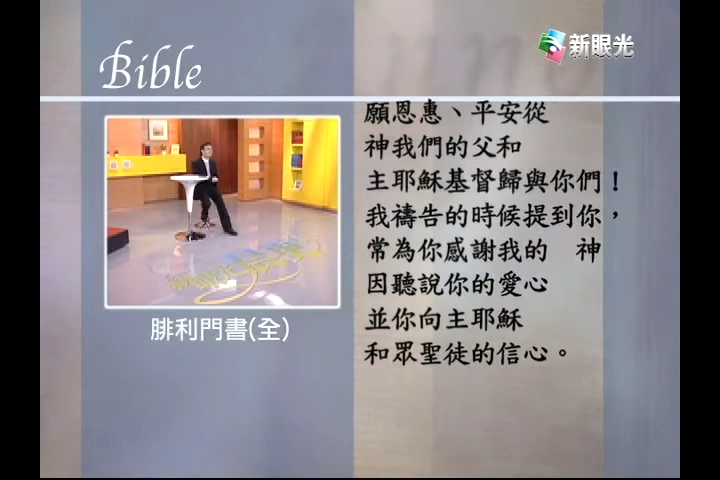 新眼光
Bible
願恩惠、平安從
神我們的父和
主耶穌基督歸與你們！
我禱告的時候提到你，
常為你感謝我的　神
因聽說你的愛心
並你向主耶穌
和眾聖徒的信心。
腓利門書(全)